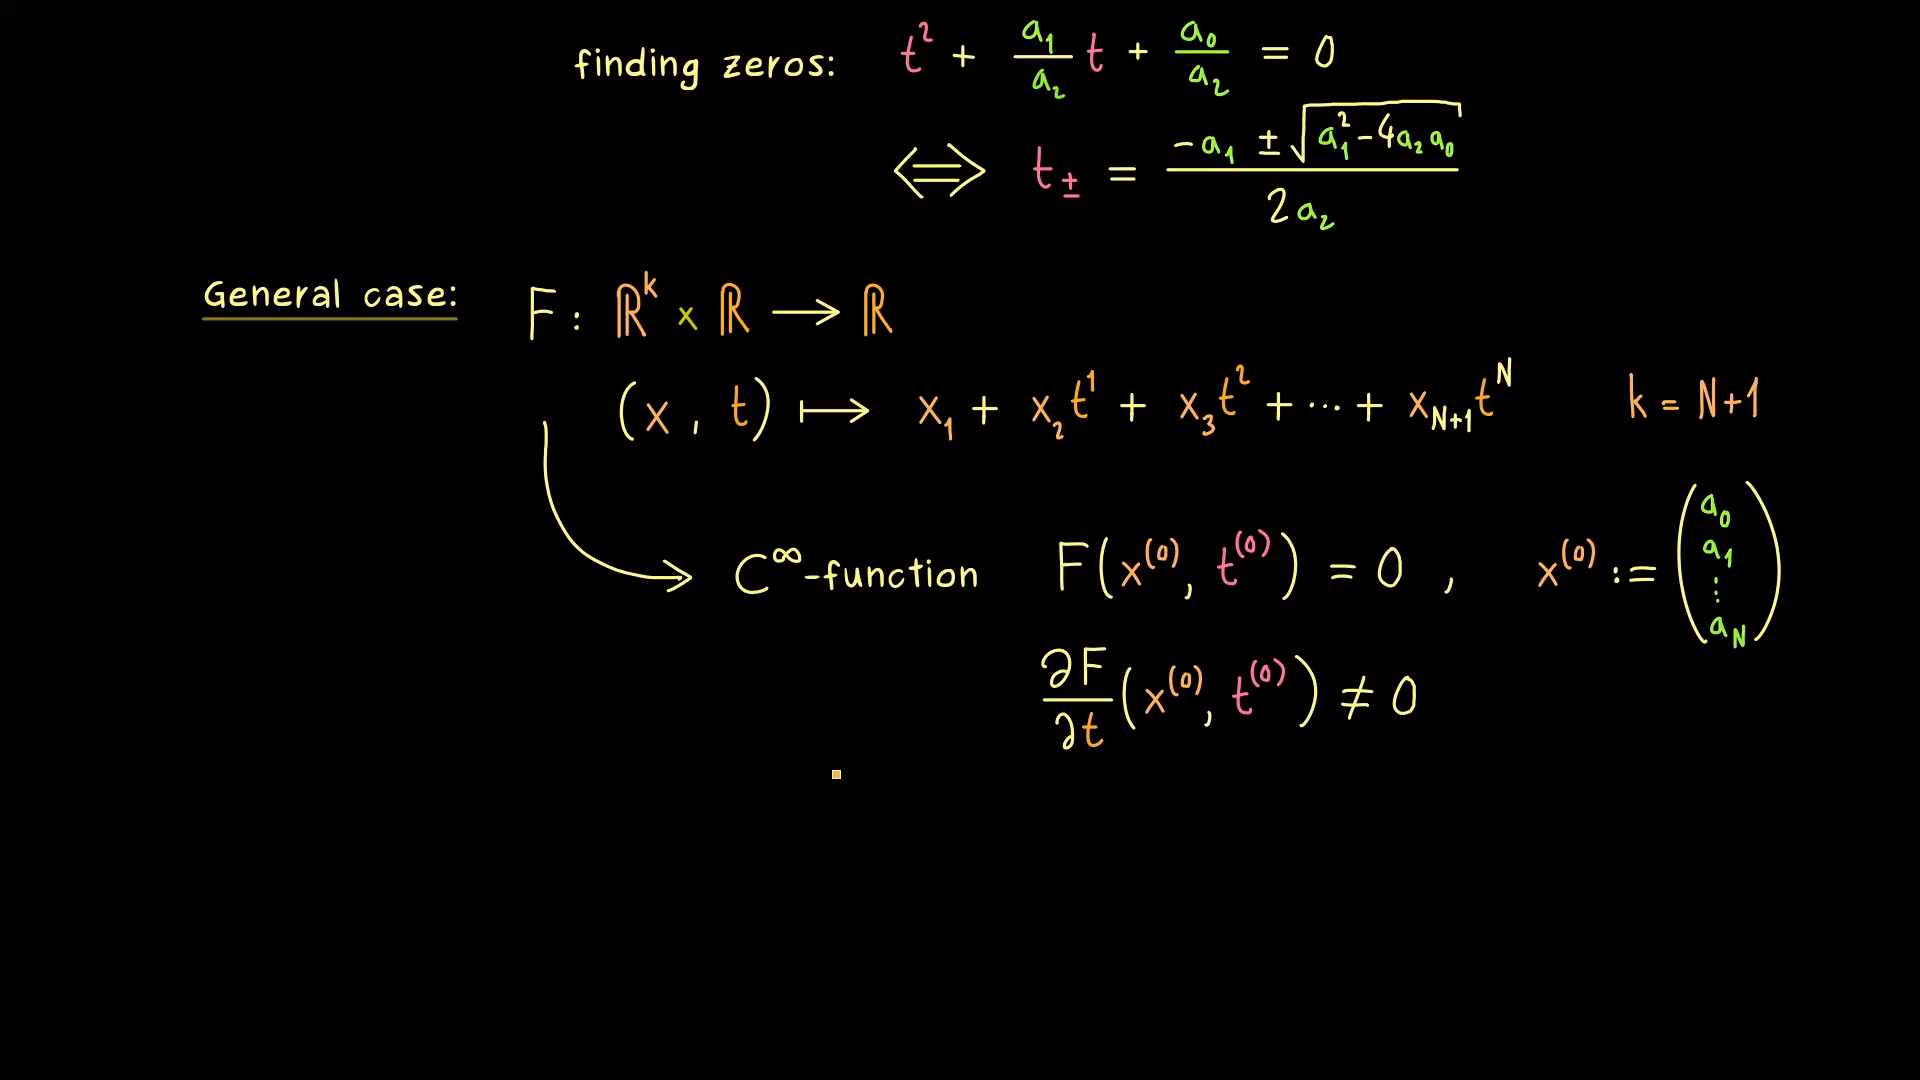 finding zeros: t² + a₁/a₂ t + a₀/a₂ = 0
⟺ t± = (-a₁ ± √(a₁² - 4a₂a₀)) / 2a₂
General case: F: ℝᵏ × ℝ ⟶ ℝ
(x, t) ⟼ x₁ + x₂t¹ + x₃t² + ⋯ + x_{N+1}t^N k = N+1
C^∞-function F(x^{(0)}, t^{(0)}) = 0 , x^{(0)} := (a₀ a₁ ⋮ a_N)
∂F/∂t (x^{(0)}, t^{(0)}) ≠ 0